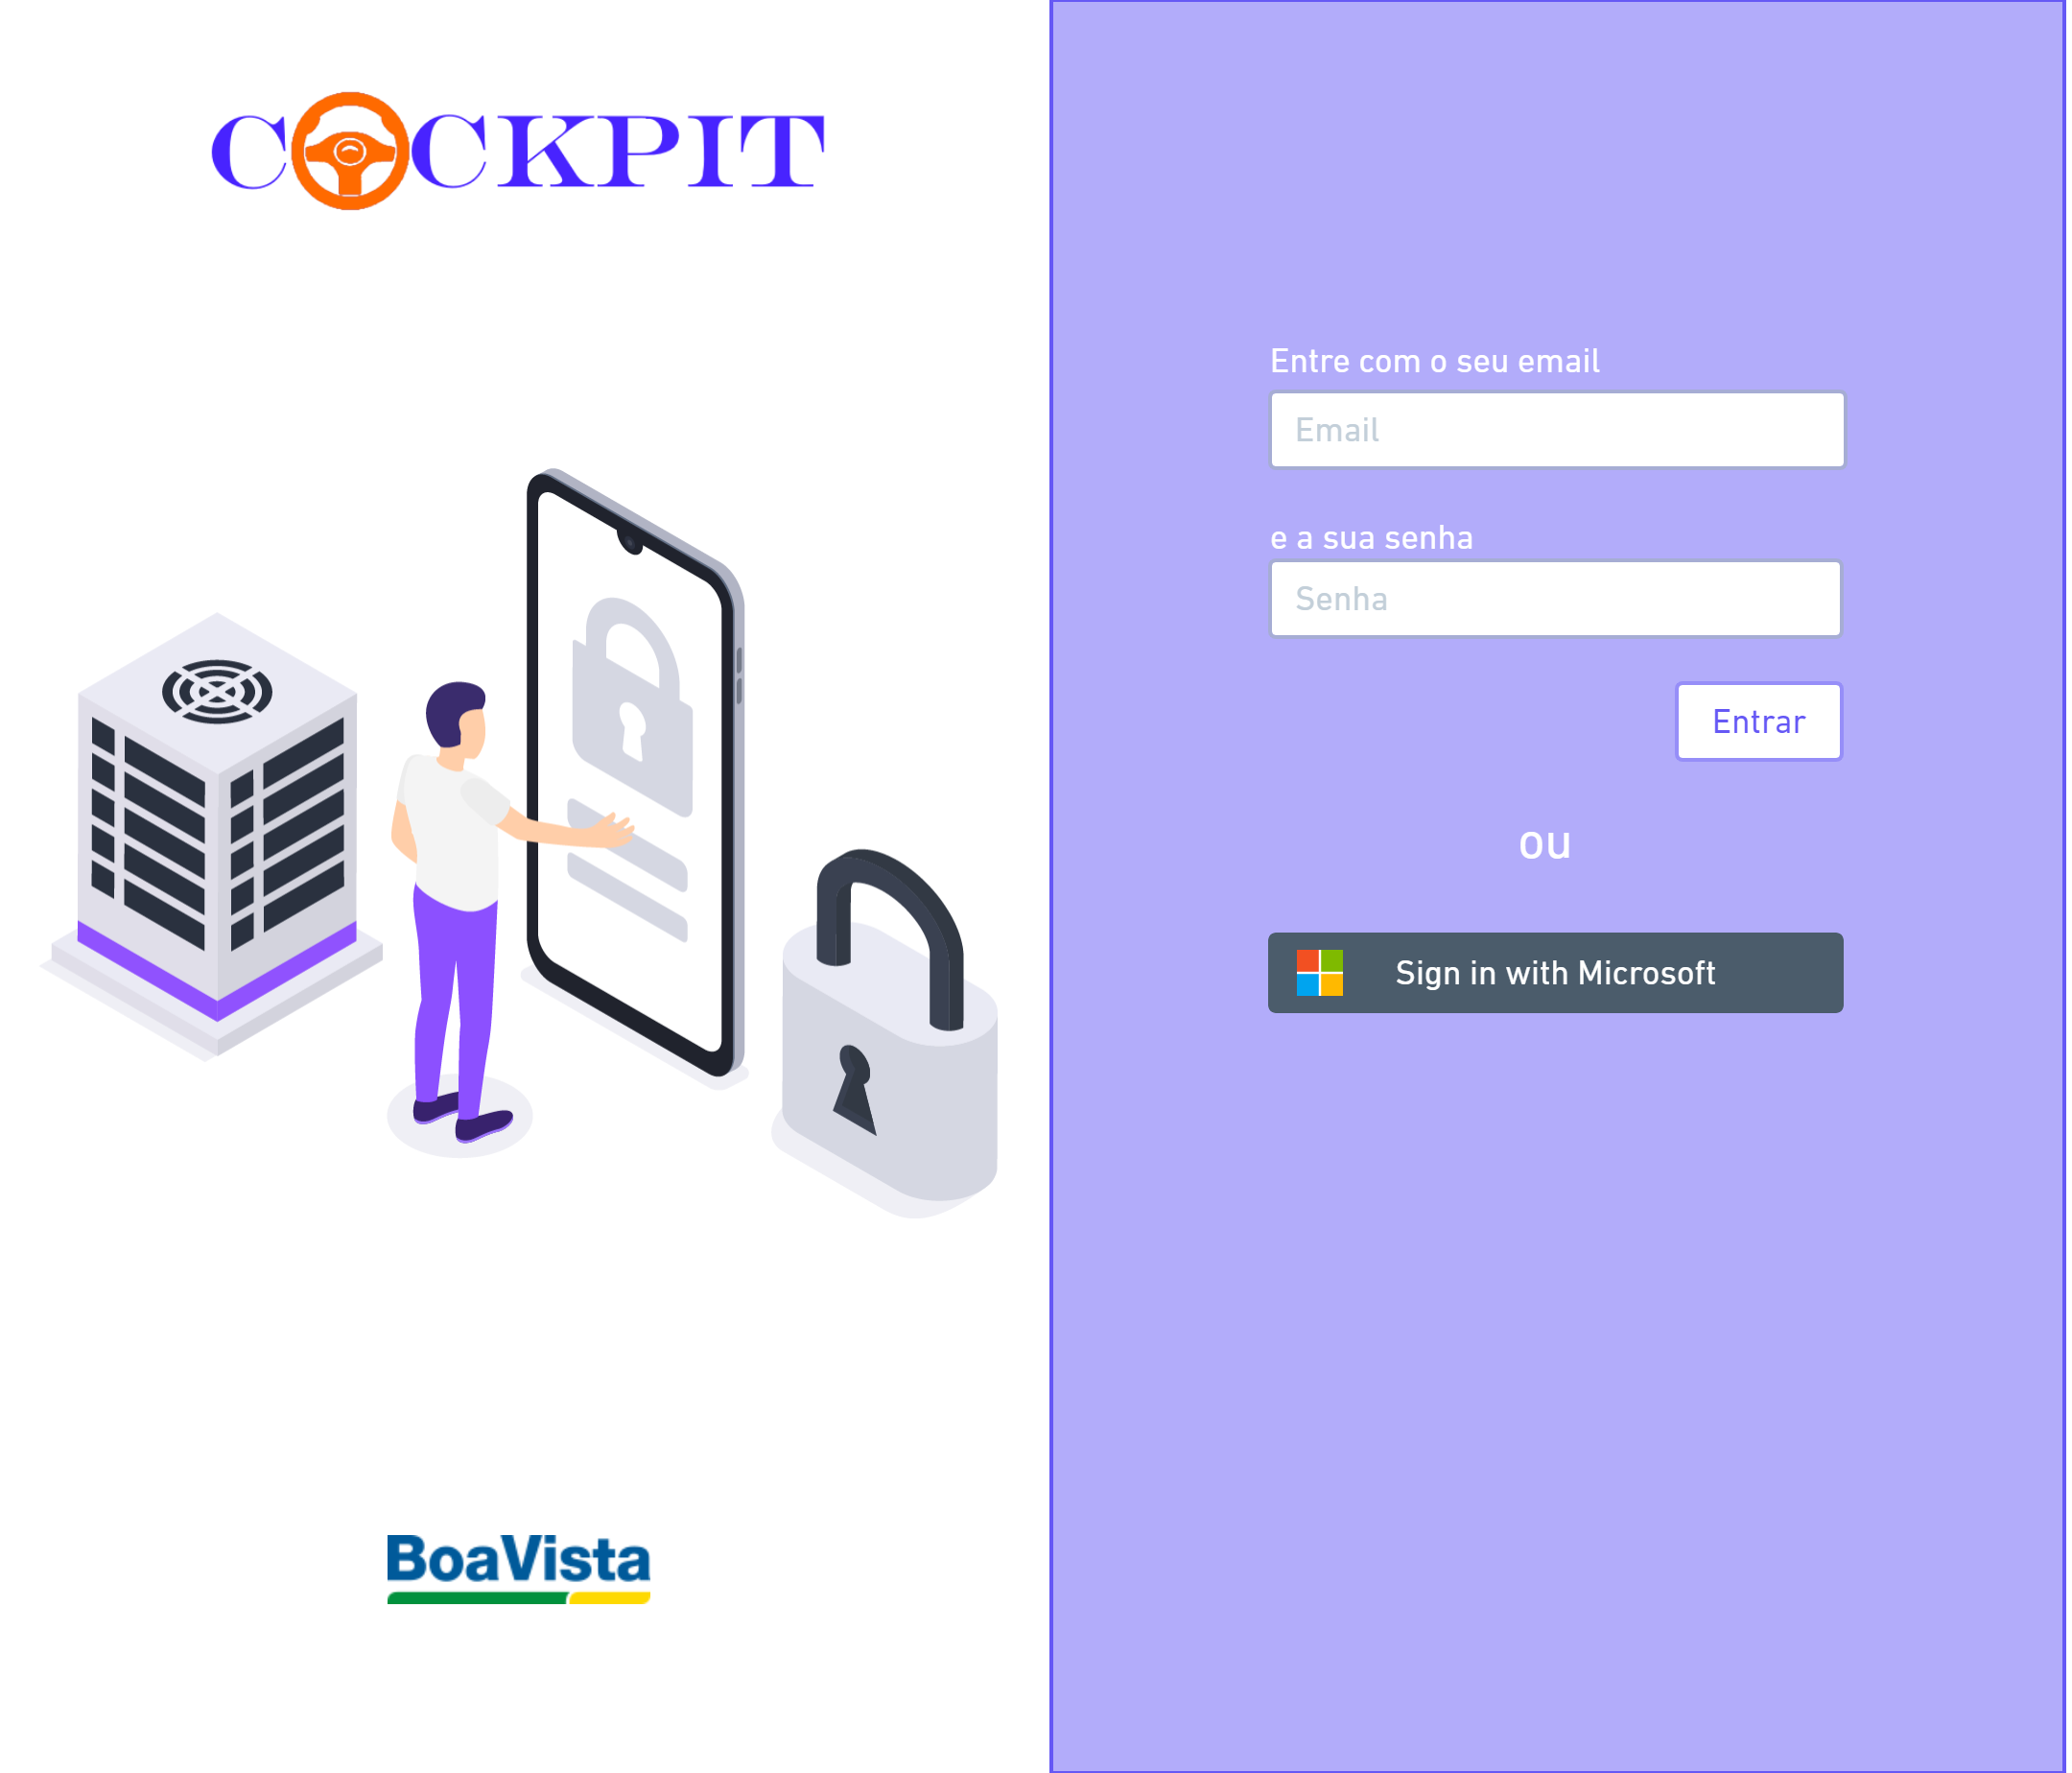 COCKPIT
Entre com o seu email
Email
e a sua senha
Senha
Entrar
ou
Sign in with Microsoft
BoaVista